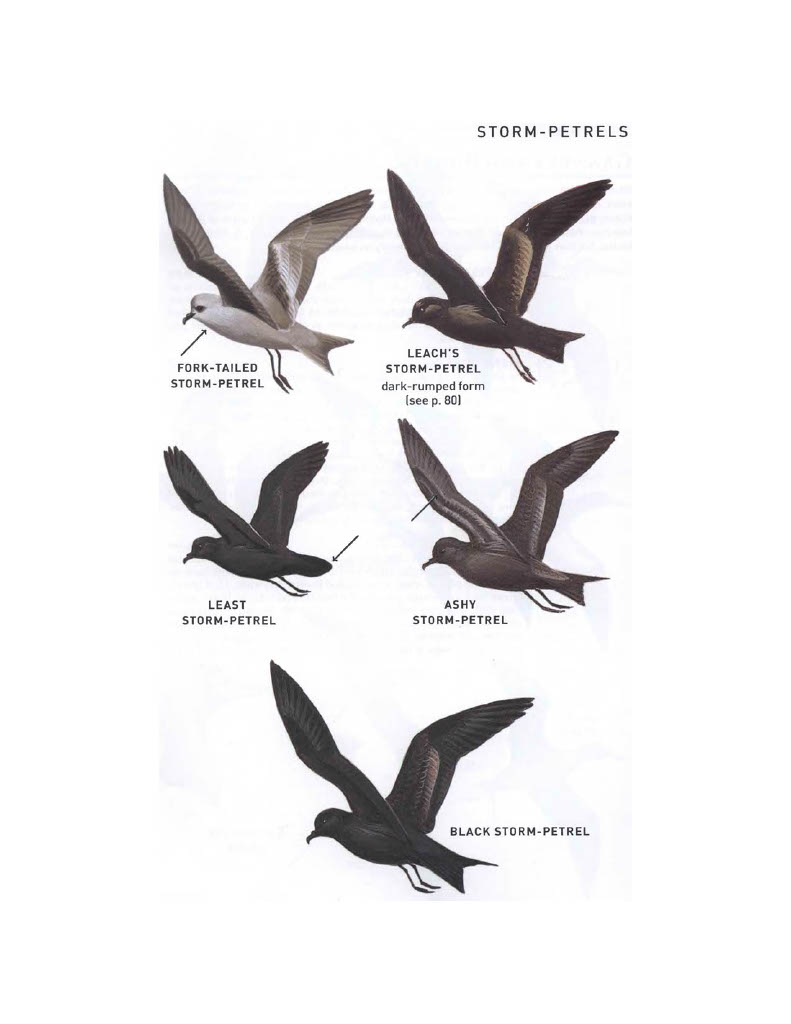 STORM-PETRELS
FORK-TAILED
STORM-PETREL
LEACH'S
STORM-PETREL
dark-rumped form
(see p. 80)
LEAST
STORM-PETREL
ASHY
STORM-PETREL
BLACK STORM-PETREL